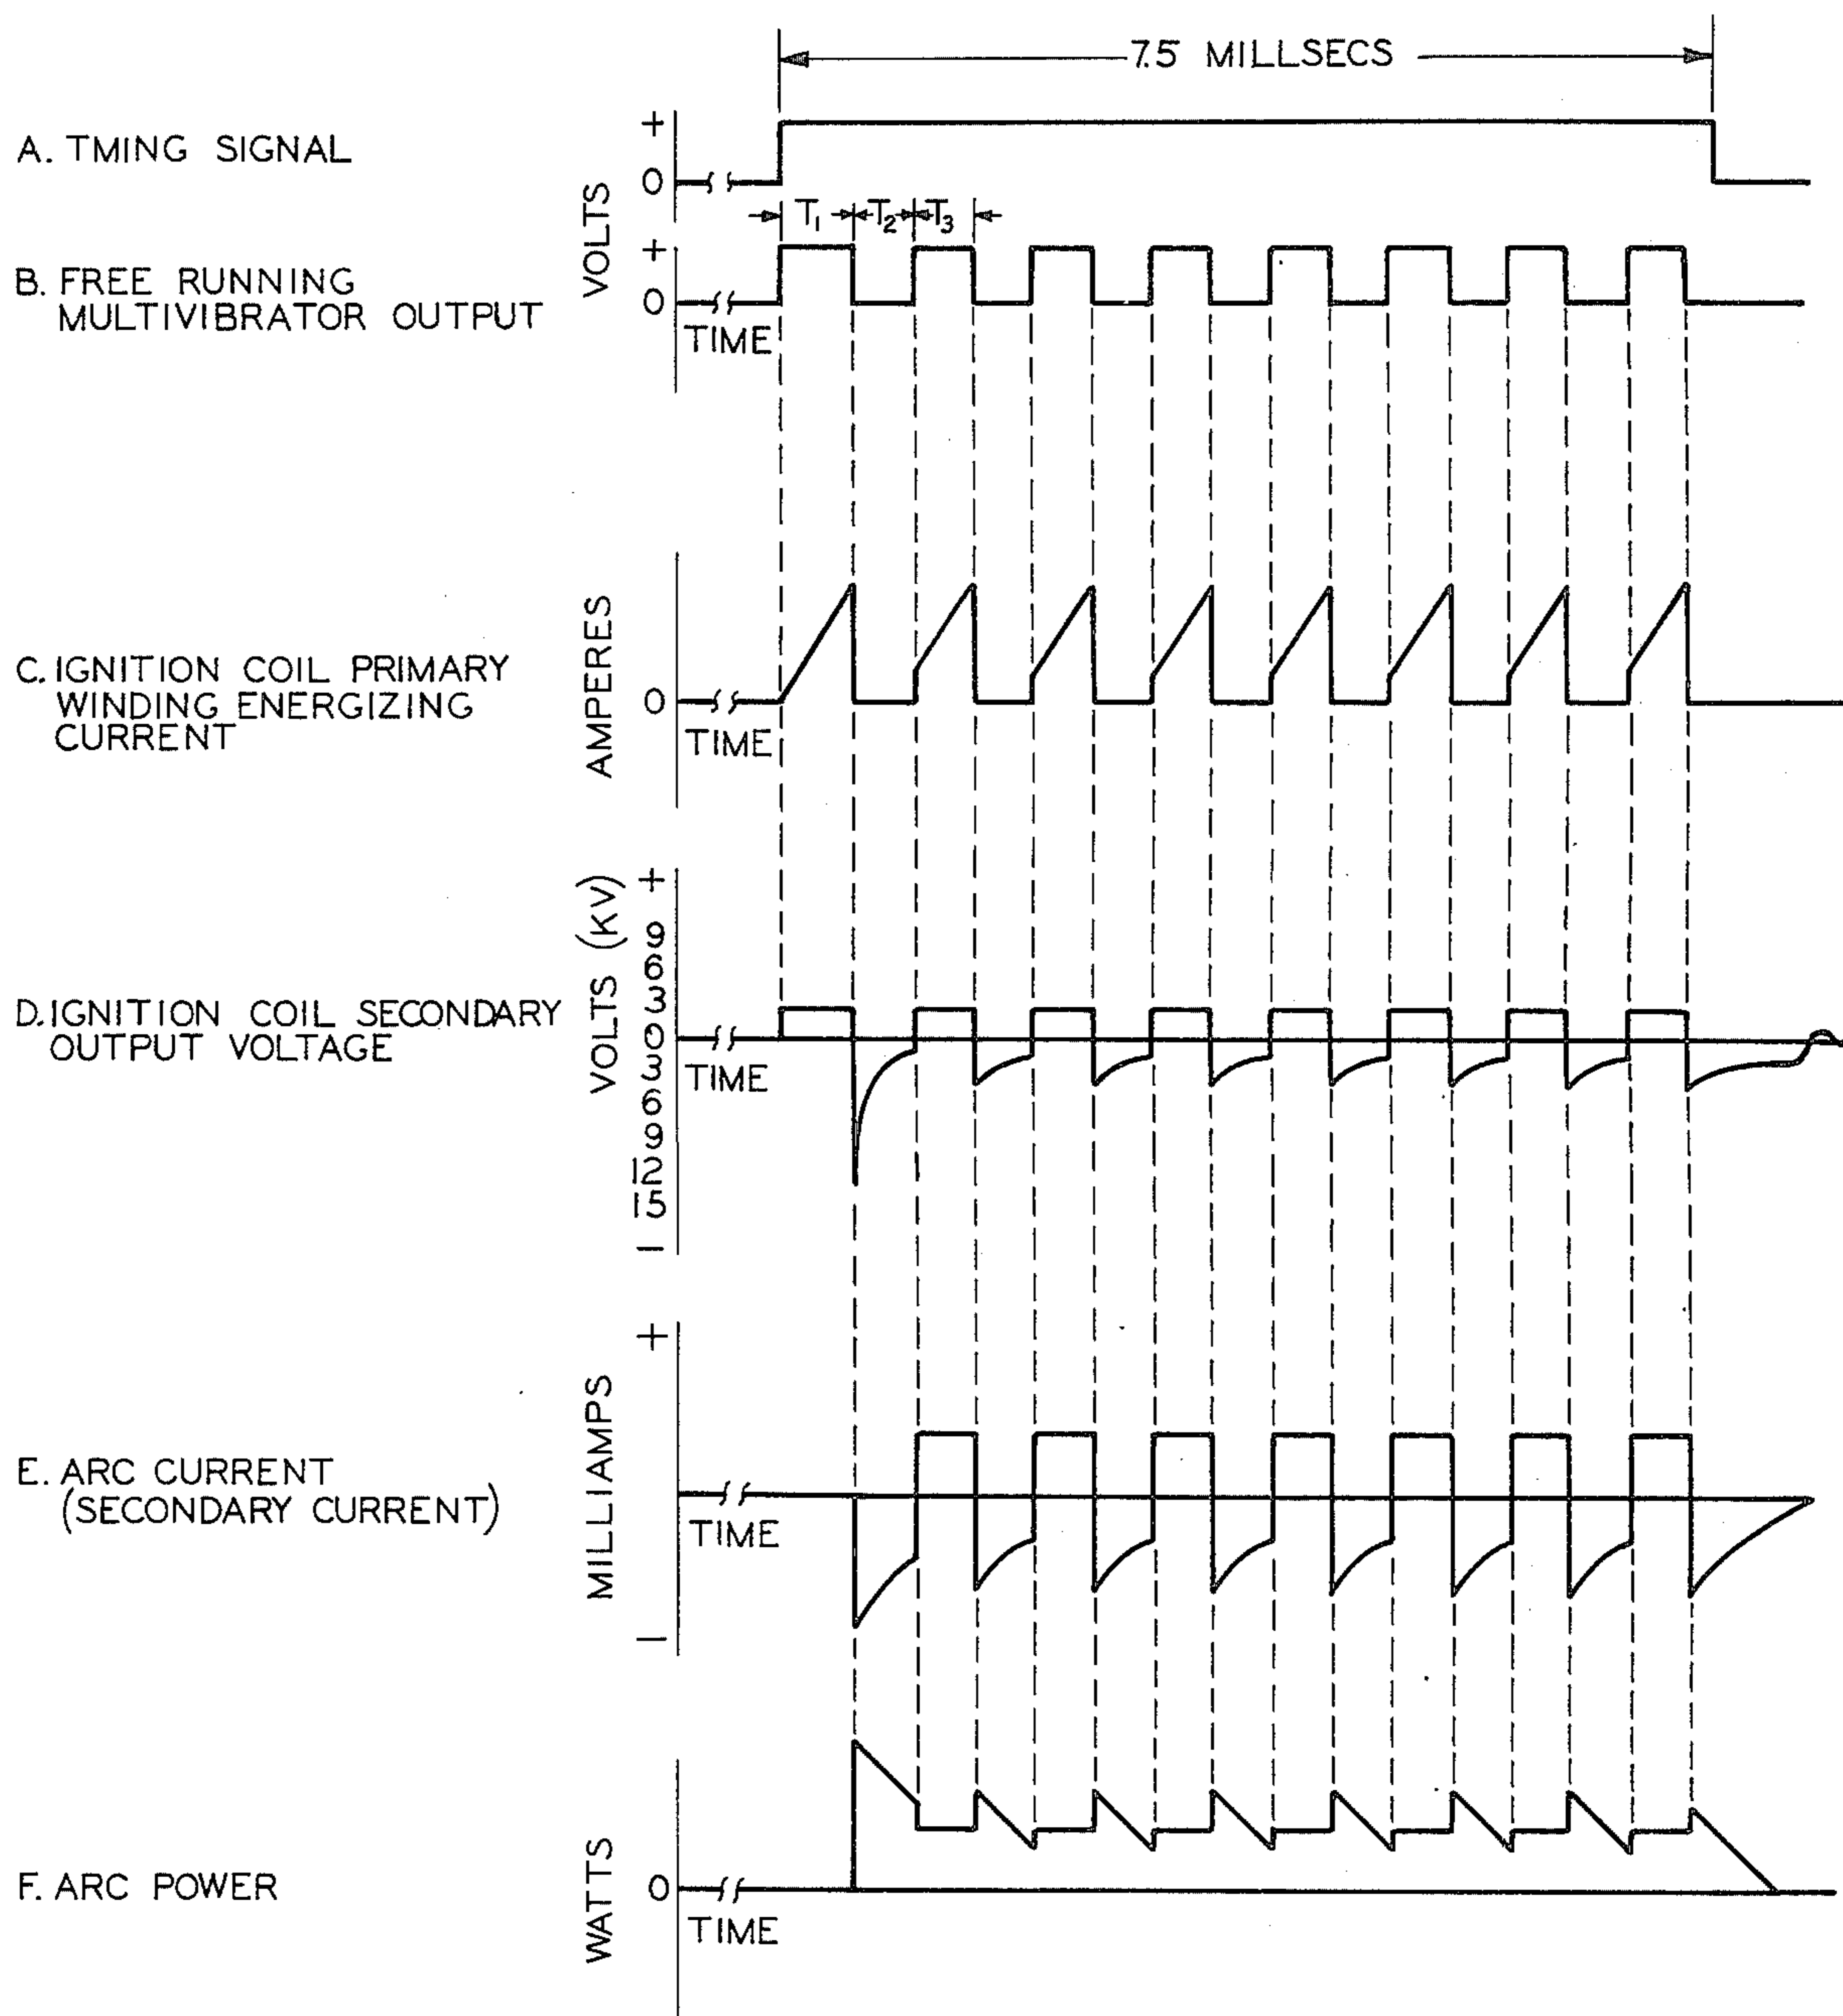 7.5 MILLSECS
A. TMING SIGNAL
+
0
VOLTS
T1 T2 T3
B. FREE RUNNING
MULTIVIBRATOR OUTPUT
+
0
TIME
C. IGNITION COIL PRIMARY
WINDING ENERGIZING
CURRENT
AMPERES
0
TIME
D. IGNITION COIL SECONDARY
OUTPUT VOLTAGE
VOLTS (KV)
+
9
6
3
0
3
6
9
12
15
−
TIME
E. ARC CURRENT
(SECONDARY CURRENT)
MILLIAMPS
+
−
TIME
F. ARC POWER
WATTS
0
TIME